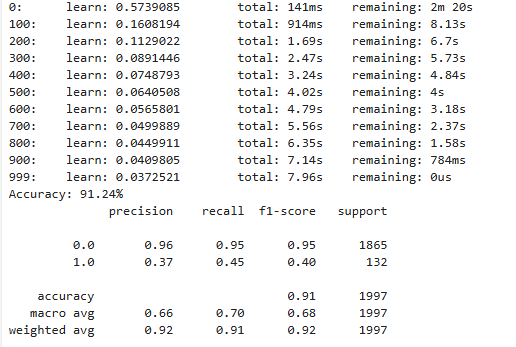 0: learn: 0.5739085 total: 141ms remaining: 2m 20s
100: learn: 0.1608194 total: 914ms remaining: 8.13s
200: learn: 0.1129022 total: 1.69s remaining: 6.7s
300: learn: 0.0891446 total: 2.47s remaining: 5.73s
400: learn: 0.0748793 total: 3.24s remaining: 4.84s
500: learn: 0.0640508 total: 4.02s remaining: 4s
600: learn: 0.0565801 total: 4.79s remaining: 3.18s
700: learn: 0.0499889 total: 5.56s remaining: 2.37s
800: learn: 0.0449911 total: 6.35s remaining: 1.58s
900: learn: 0.0409805 total: 7.14s remaining: 784ms
999: learn: 0.0372521 total: 7.96s remaining: 0us
Accuracy: 91.24%
precision recall f1-score support
0.0 0.96 0.95 0.95 1865
1.0 0.37 0.45 0.40 132
accuracy 0.91 1997
macro avg 0.66 0.70 0.68 1997
weighted avg 0.92 0.91 0.92 1997